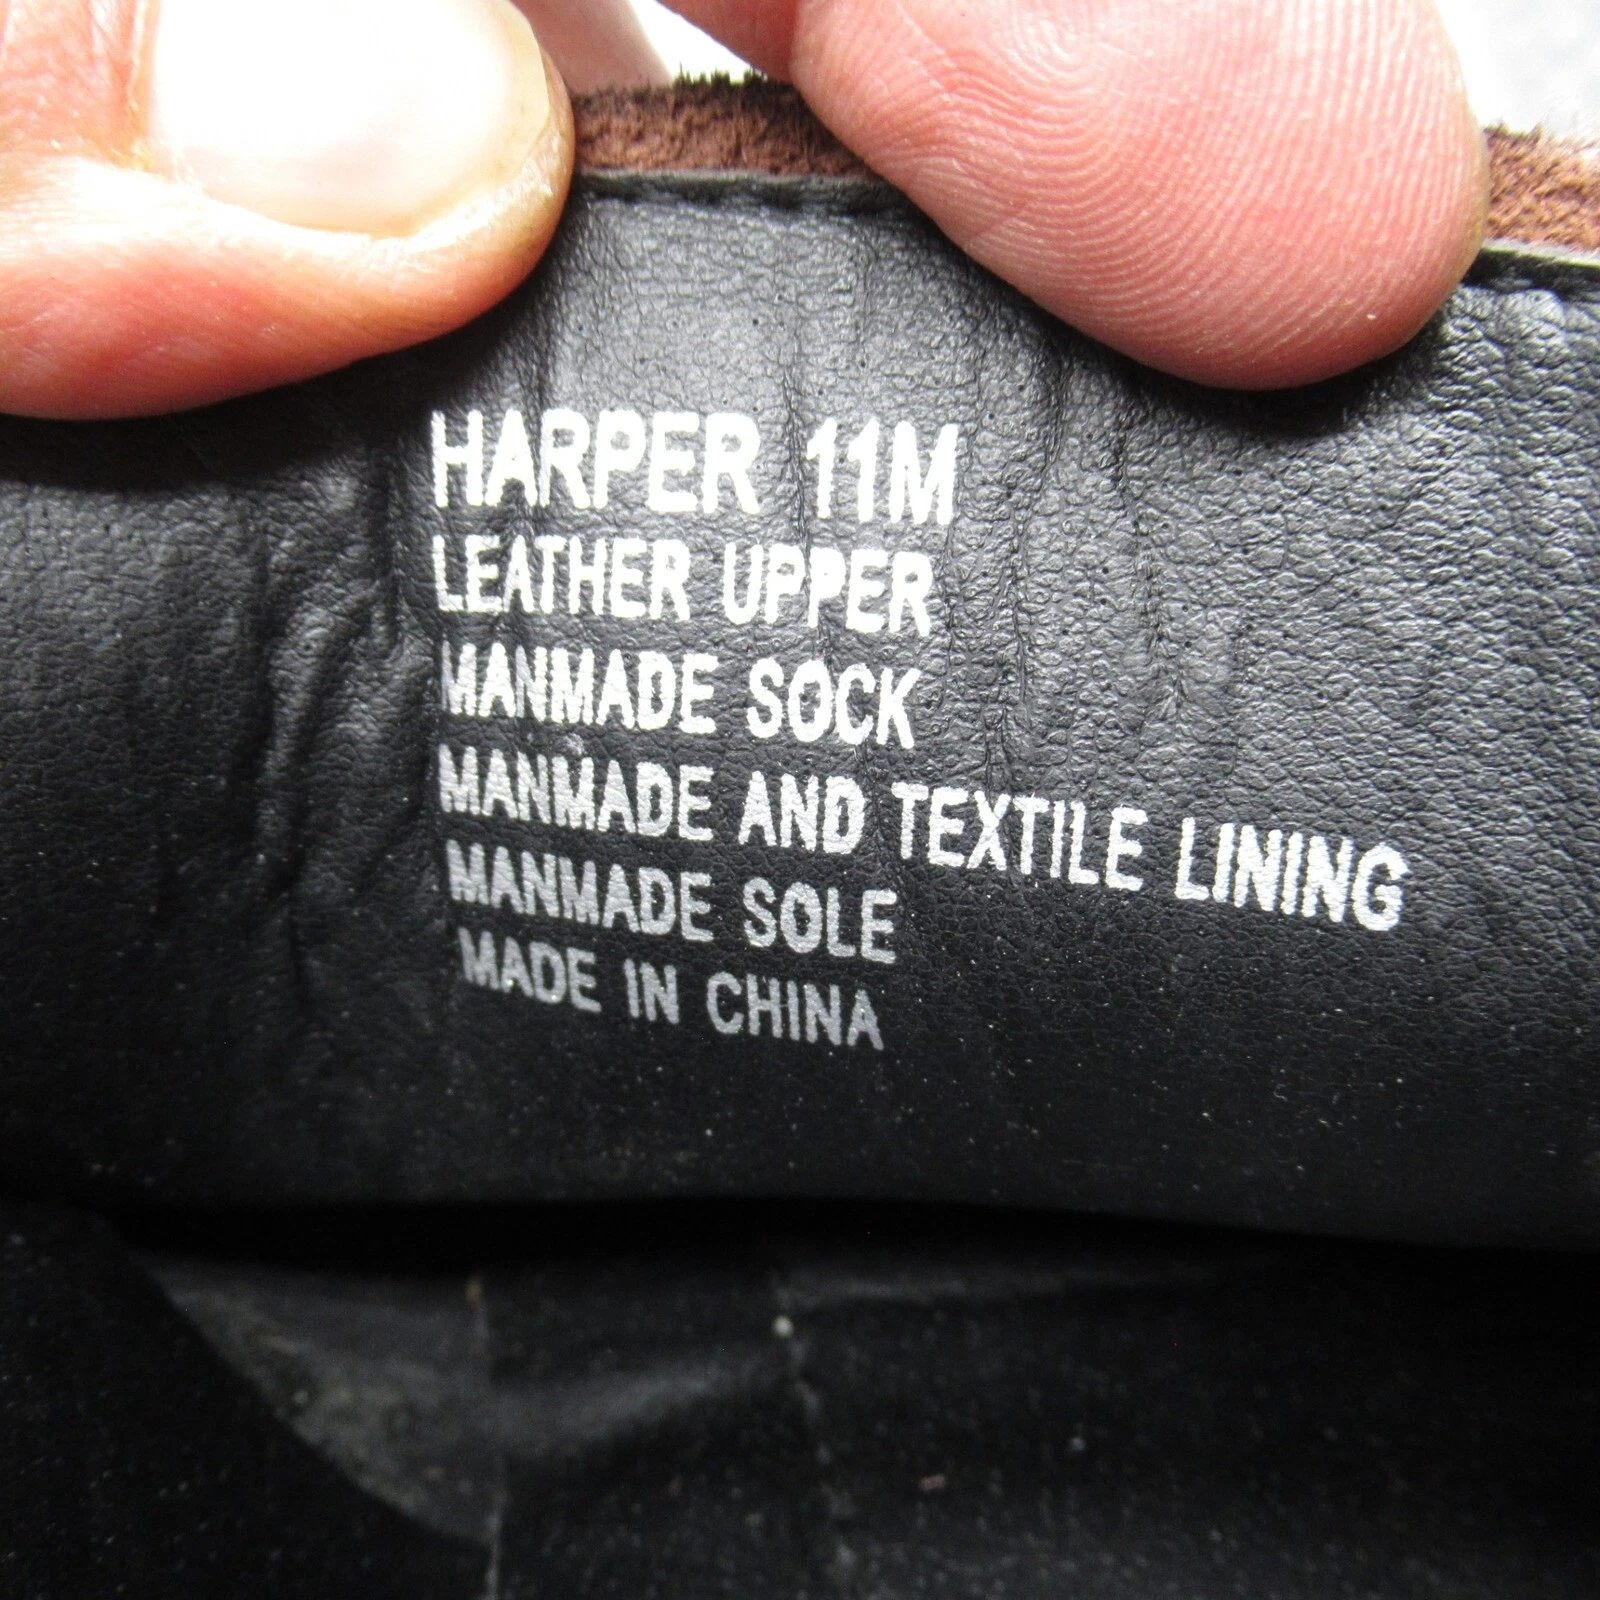 HARPER 11M
LEATHER UPPER
MANMADE SOCK
MANMADE AND TEXTILE LINING
MANMADE SOLE
MADE IN CHINA